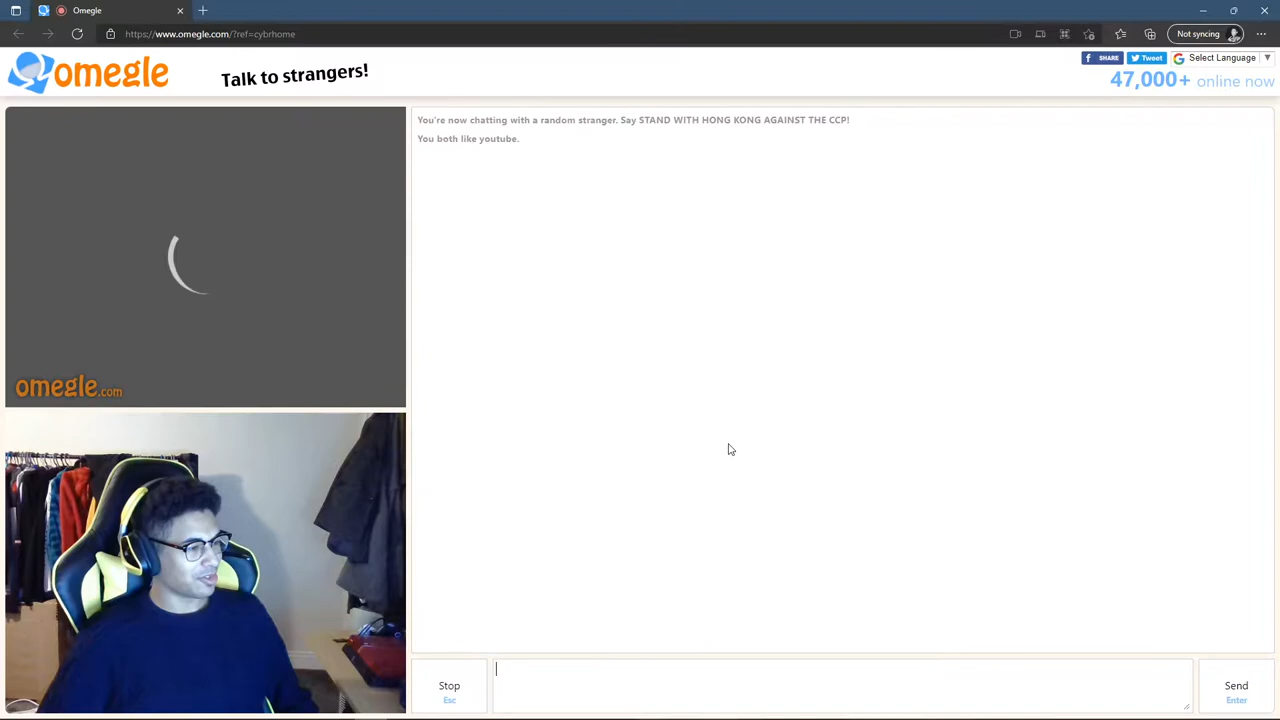 Omegle
https://www.omegle.com/?ref=cybrhome
Not syncing
omegle
Talk to strangers!
SHARE
Tweet
Select Language
47,000+ online now
You're now chatting with a random stranger. Say STAND WITH HONG KONG AGAINST THE CCP!
You both like youtube.
omegle.com
Stop
Esc
Send
Enter